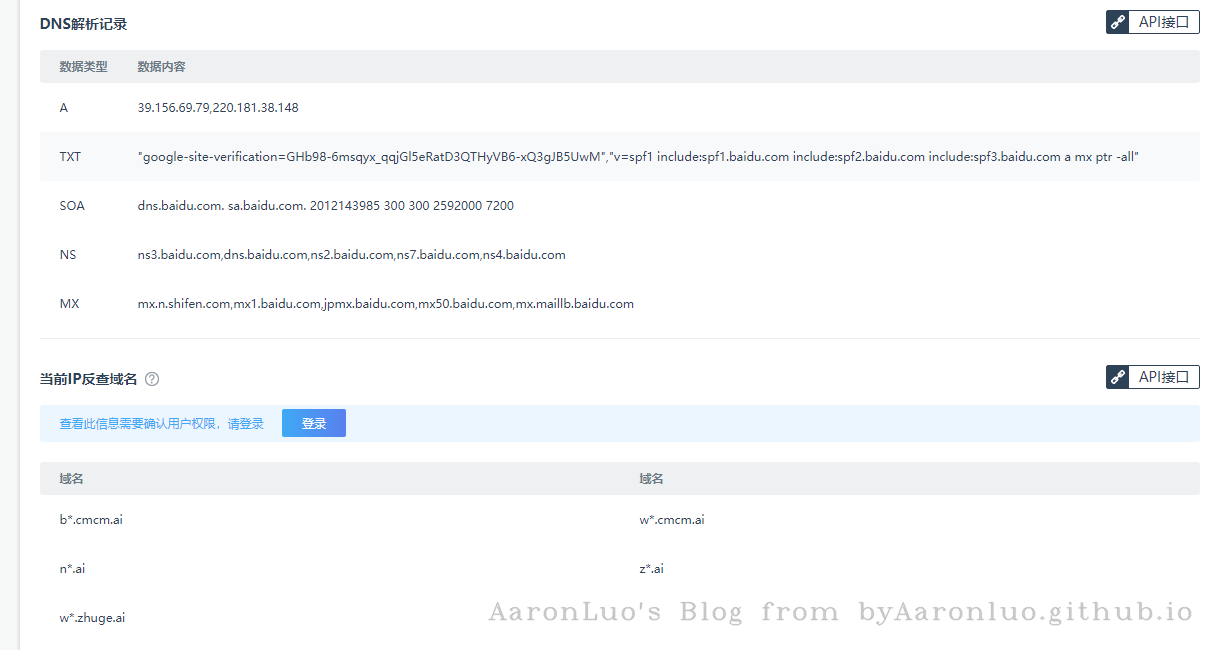 DNS解析记录
API接口
数据类型 数据内容
A 39.156.69.79,220.181.38.148
TXT "google-site-verification=GHb98-6msqyx_qqjGl5eRatD3QTHyVB6-xQ3gJB5UwM","v=spf1 include:spf1.baidu.com include:spf2.baidu.com include:spf3.baidu.com a mx ptr -all"
SOA dns.baidu.com. sa.baidu.com. 2012143985 300 300 2592000 7200
NS ns3.baidu.com,dns.baidu.com,ns2.baidu.com,ns7.baidu.com,ns4.baidu.com
MX mx.n.shifen.com,mx1.baidu.com,jpmx.baidu.com,mx50.baidu.com,mx.maillb.baidu.com
当前IP反查域名 ?
API接口
查看此信息需要确认用户权限，请登录 登录
域名 域名
b*.cmcm.ai w*.cmcm.ai
n*.ai z*.ai
w*.zhuge.ai
AaronLuo's Blog from byAaronluo.github.io